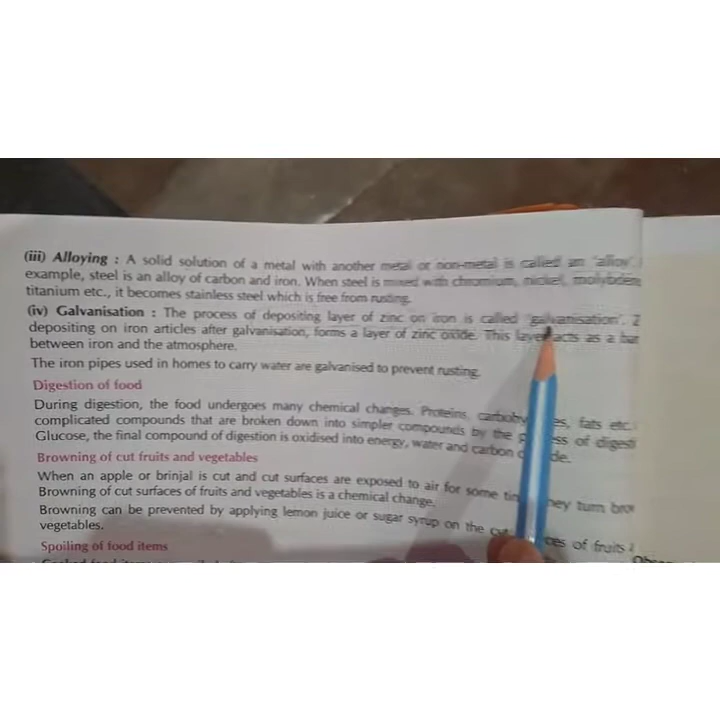 (iii) Alloying : A solid solution of a metal with another metal or non-metal is called an 'alloy'.
example, steel is an alloy of carbon and iron. When steel is mixed with chromium, nickel,
titanium etc., it becomes stainless steel which is free from rusting.
(iv) Galvanisation : The process of depositing layer of zinc on iron is called 'galvanisation'. Z
depositing on iron articles after galvanisation, forms a layer of zinc oxide. This layer acts as a
between iron and the atmosphere.
The iron pipes used in homes to carry water are galvanised to prevent rusting.
Digestion of food
During digestion, the food undergoes many chemical changes. Proteins, fats etc.
complicated compounds that are broken down into simpler compounds by the of
Glucose, the final compound of digestion is oxidised into energy, water and carbon
Browning of cut fruits and vegetables
When an apple or brinjal is cut and cut surfaces are exposed to air for some turn
Browning of cut surfaces of fruits and vegetables is a chemical change.
Browning can be prevented by applying lemon juice or sugar syrup on the of fruits
vegetables.
Spoiling of food items